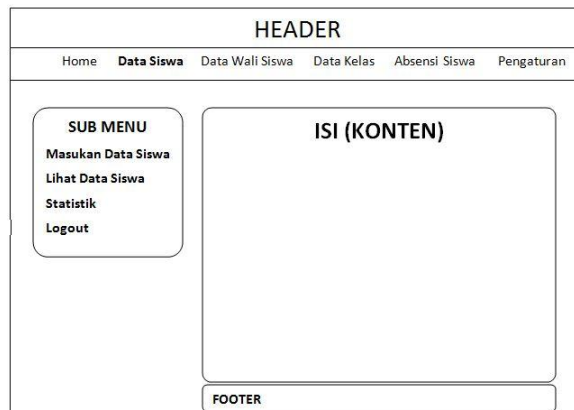 HEADER
Home Data Siswa Data Wali Siswa Data Kelas Absensi Siswa Pengaturan
SUB MENU
Masukan Data Siswa
Lihat Data Siswa
Statistik
Logout
ISI (KONTEN)
FOOTER